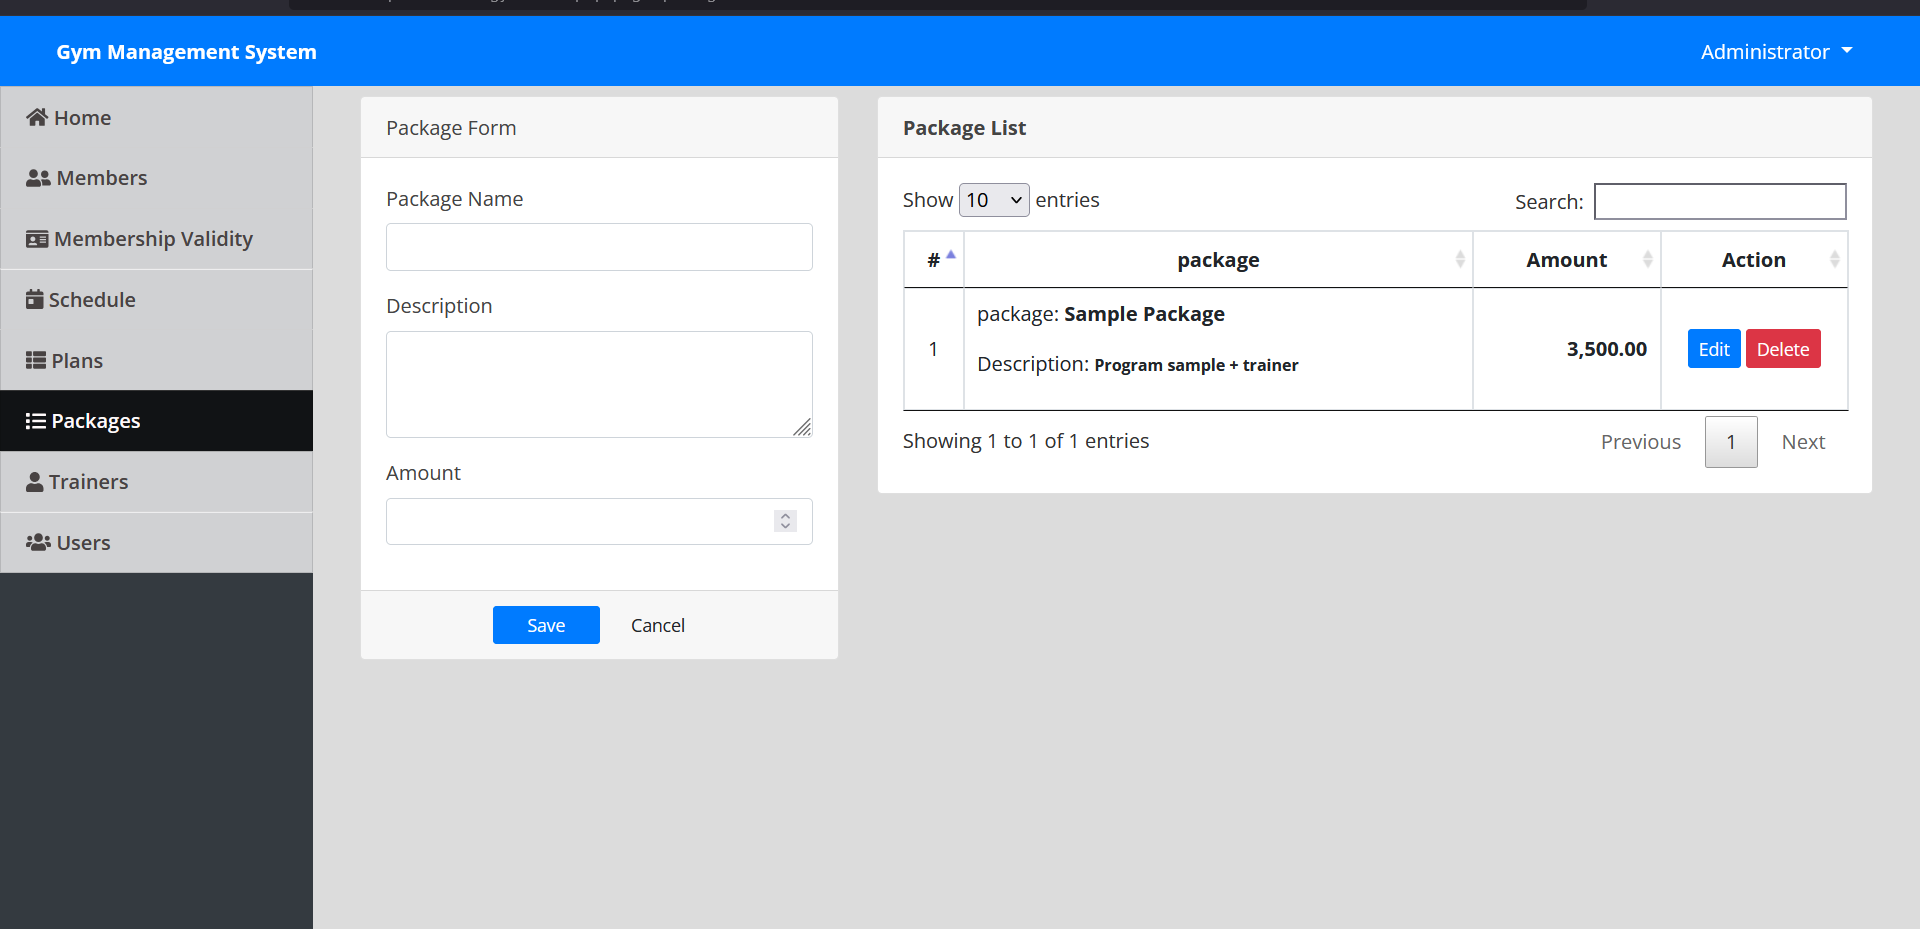 Gym Management System
Administrator
Home
Members
Membership Validity
Schedule
Plans
Packages
Trainers
Users
Package Form
Package Name
Description
Amount
Save
Cancel
Package List
Show 10 entries
Search:
# package Amount Action
package: Sample Package
1 3,500.00 Edit Delete
Description: Program sample + trainer
Showing 1 to 1 of 1 entries
Previous 1 Next